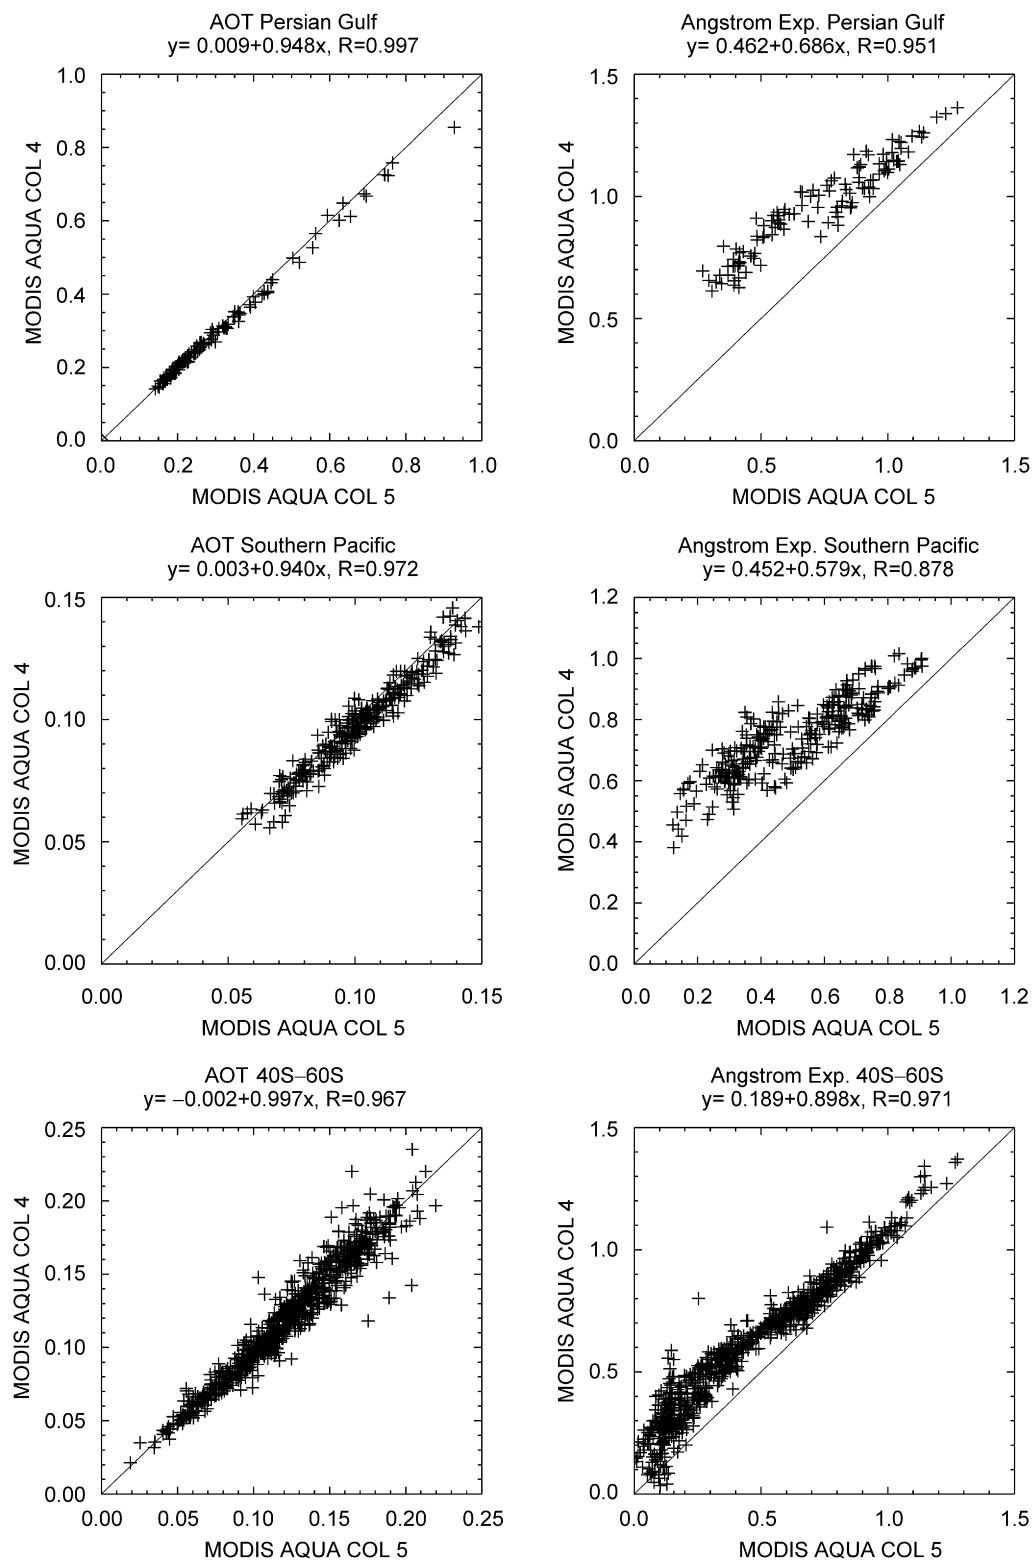 AOT Persian Gulf
y= 0.009+0.948x, R=0.997
1.0
0.8
0.6
0.4
0.2
0.0
MODIS AQUA COL 4
0.0 0.2 0.4 0.6 0.8 1.0
MODIS AQUA COL 5
Angstrom Exp. Persian Gulf
y= 0.462+0.686x, R=0.951
1.5
1.0
0.5
0.0
MODIS AQUA COL 4
0.0 0.5 1.0 1.5
MODIS AQUA COL 5
AOT Southern Pacific
y= 0.003+0.940x, R=0.972
0.15
0.10
0.05
0.00
MODIS AQUA COL 4
0.00 0.05 0.10 0.15
MODIS AQUA COL 5
Angstrom Exp. Southern Pacific
y= 0.452+0.579x, R=0.878
1.2
1.0
0.8
0.6
0.4
0.2
0.0
MODIS AQUA COL 4
0.0 0.2 0.4 0.6 0.8 1.0 1.2
MODIS AQUA COL 5
AOT 40S−60S
y= −0.002+0.997x, R=0.967
0.25
0.20
0.15
0.10
0.05
0.00
MODIS AQUA COL 4
0.00 0.05 0.10 0.15 0.20 0.25
MODIS AQUA COL 5
Angstrom Exp. 40S−60S
y= 0.189+0.898x, R=0.971
1.5
1.0
0.5
0.0
MODIS AQUA COL 4
0.0 0.5 1.0 1.5
MODIS AQUA COL 5